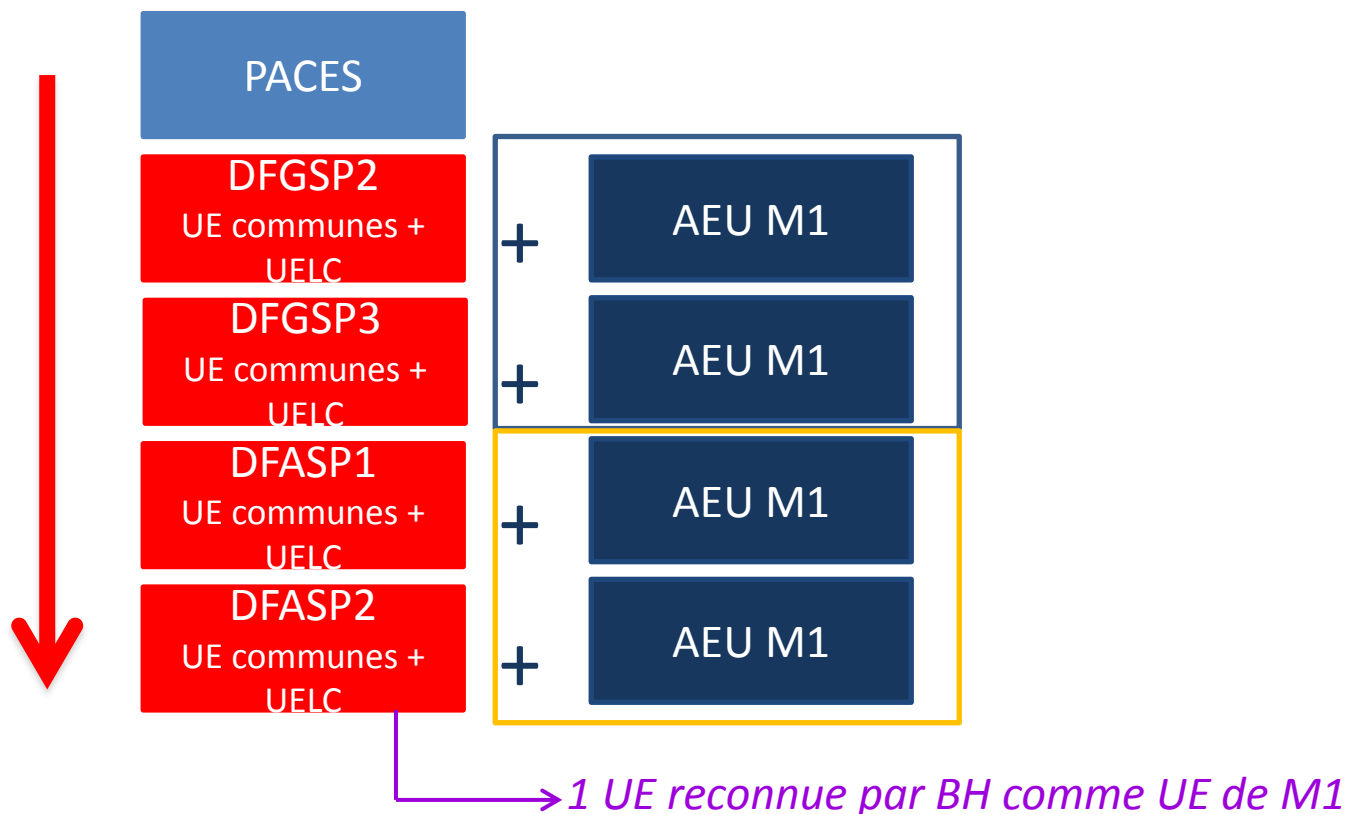 PACES
DFGSP2
UE communes +
UELC
+
AEU M1
DFGSP3
UE communes +
UELC
+
AEU M1
DFASP1
UE communes +
UELC
+
AEU M1
DFASP2
UE communes +
UELC
+
AEU M1
1 UE reconnue par BH comme UE de M1